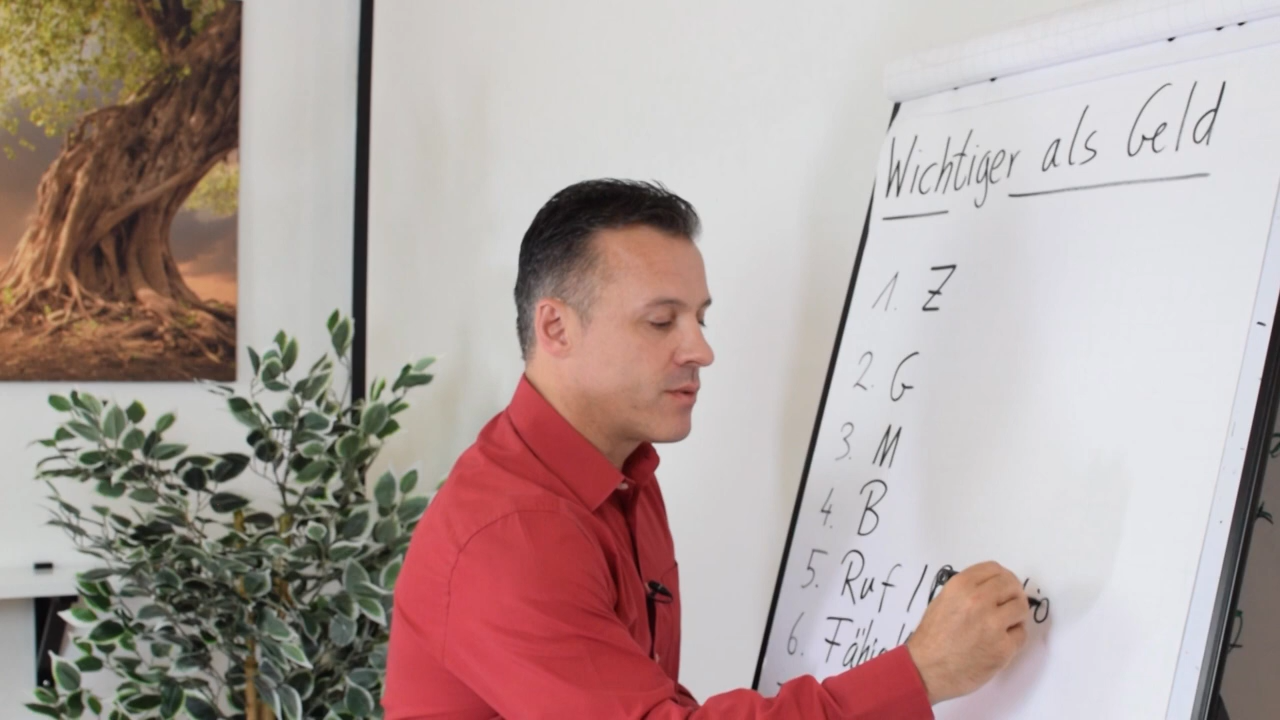 Wichtiger als Geld
1. Z
2. G
3. M
4. B
5. Ruf /
6.